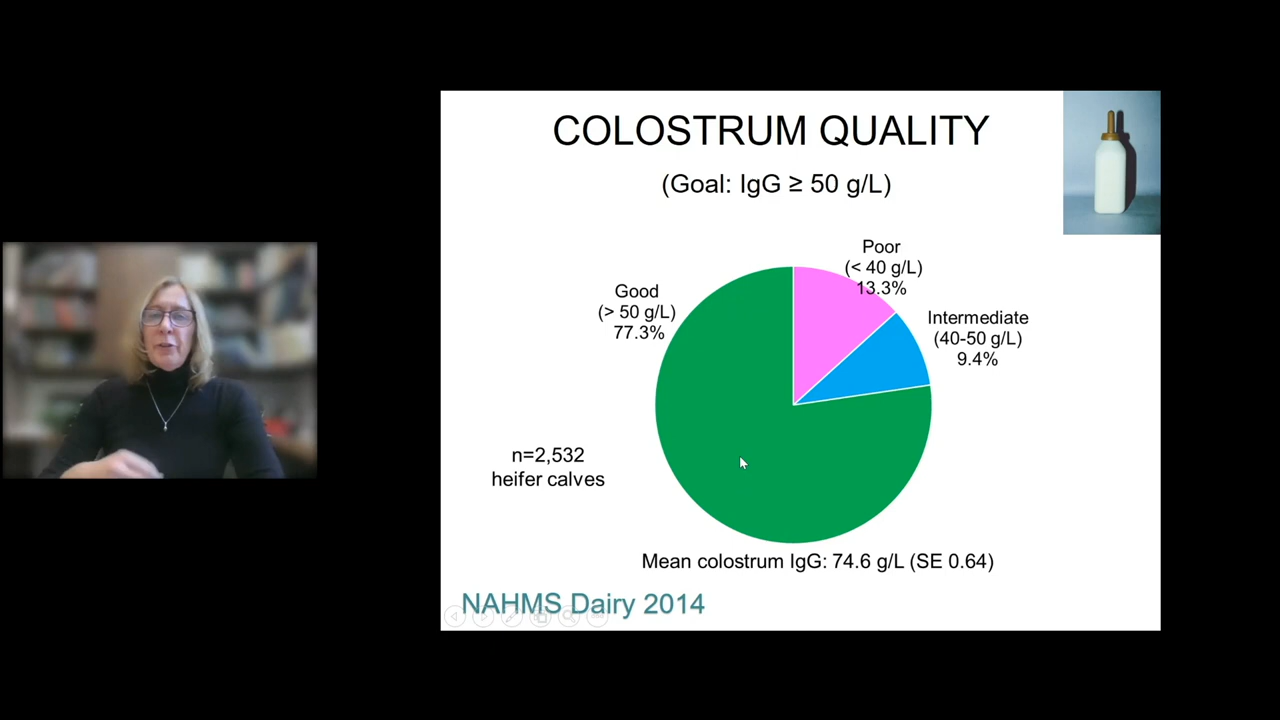 COLOSTRUM QUALITY
(Goal: IgG ≥ 50 g/L)
Poor
(< 40 g/L)
13.3%
Good
(> 50 g/L)
77.3%
Intermediate
(40-50 g/L)
9.4%
n=2,532
heifer calves
Mean colostrum IgG: 74.6 g/L (SE 0.64)
NAHMS Dairy 2014